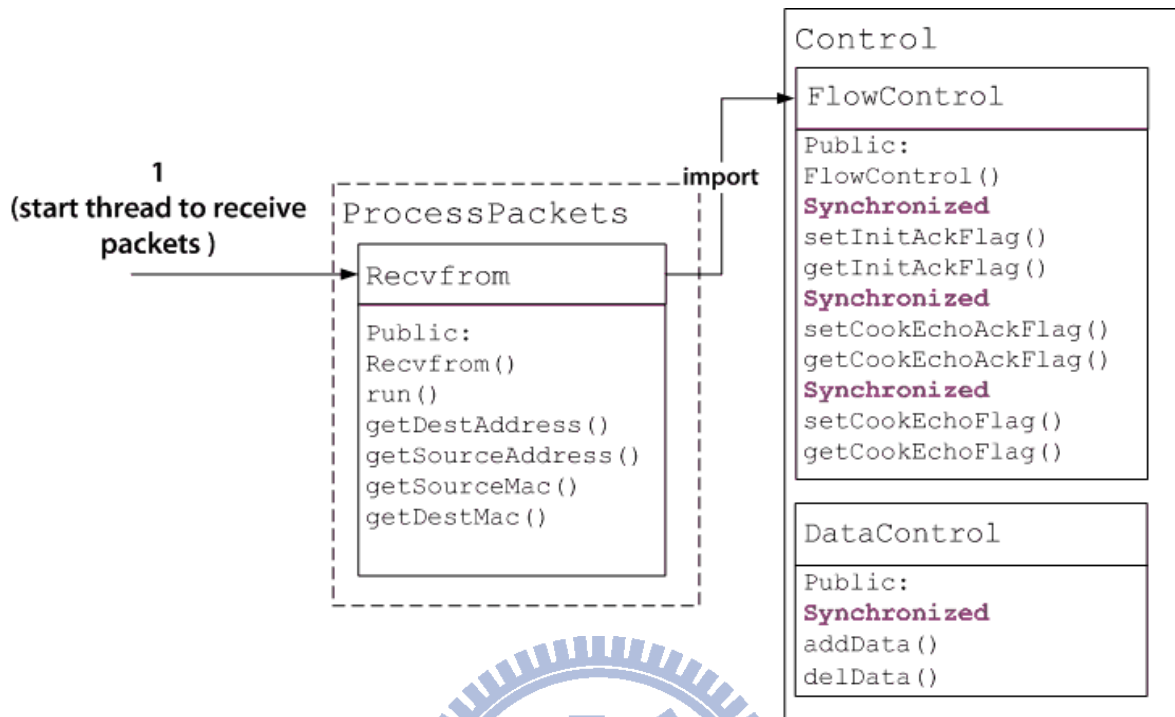 1
(start thread to receive
packets )
ProcessPackets
Recvfrom
Public:
Recvfrom()
run()
getDestAddress()
getSourceAddress()
getSourceMac()
getDestMac()
import
Control
FlowControl
Public:
FlowControl()
Synchronized
setInitAckFlag()
getInitAckFlag()
Synchronized
setCookEchoAckFlag()
getCookEchoAckFlag()
Synchronized
setCookEchoFlag()
getCookEchoFlag()
DataControl
Public:
Synchronized
addData()
delData()